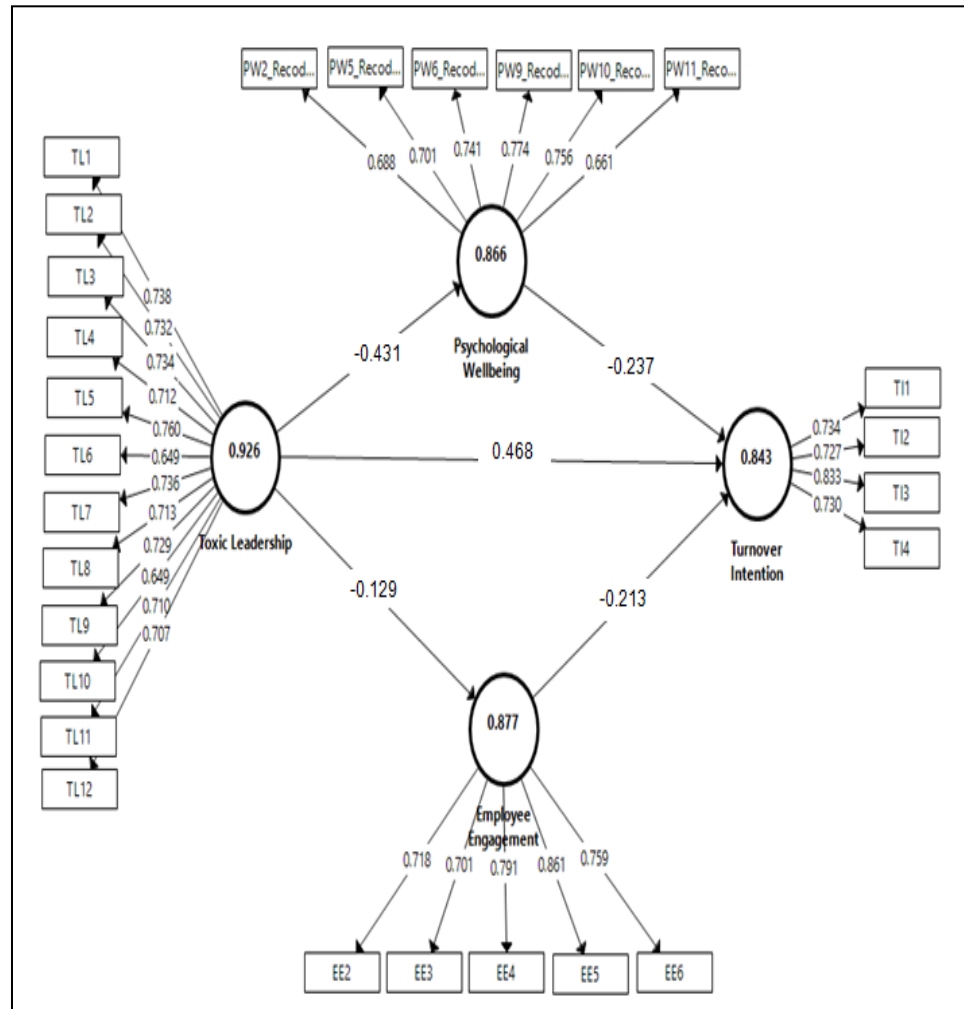 PW2_Recod...
PW5_Recod...
PW6_Recod...
PW9_Recod...
PW10_Reco...
PW11_Reco...
0.688
0.701
0.741
0.774
0.756
0.661
TL1
TL2
TL3
TL4
TL5
TL6
TL7
TL8
TL9
TL10
TL11
TL12
0.738
0.732
0.734
0.712
0.760
0.649
0.736
0.713
0.729
0.649
0.710
0.707
0.866
Psychological
Wellbeing
-0.431
-0.237
0.926
Toxic Leadership
0.468
0.843
Turnover
Intention
0.734
0.727
0.833
0.730
TI1
TI2
TI3
TI4
-0.129
-0.213
0.877
Employee
Engagement
0.718
0.701
0.791
0.861
0.759
EE2
EE3
EE4
EE5
EE6